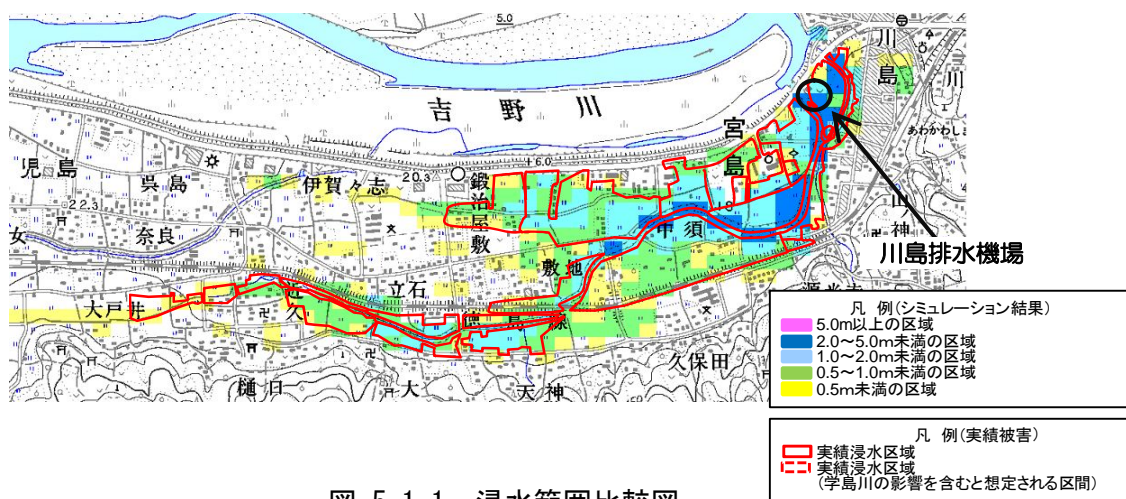 5.0
川島
川
吉野川
宮島
あわかわしま
児島
呉島
伊賀々志
20.3
16.0
鍛冶屋敷
22.3
女
奈良
中須
山
神
敷地
川島排水機場
大戸井
近久
立石
徳島線
久保田
樋口
大
天神
凡 例(シミュレーション結果)
5.0m以上の区域
2.0～5.0m未満の区域
1.0～2.0m未満の区域
0.5～1.0m未満の区域
0.5m未満の区域
凡 例(実績被害)
実績浸水区域
実績浸水区域
(学島川の影響を含むと想定される区間)
図 5.1.1 浸水範囲比較図